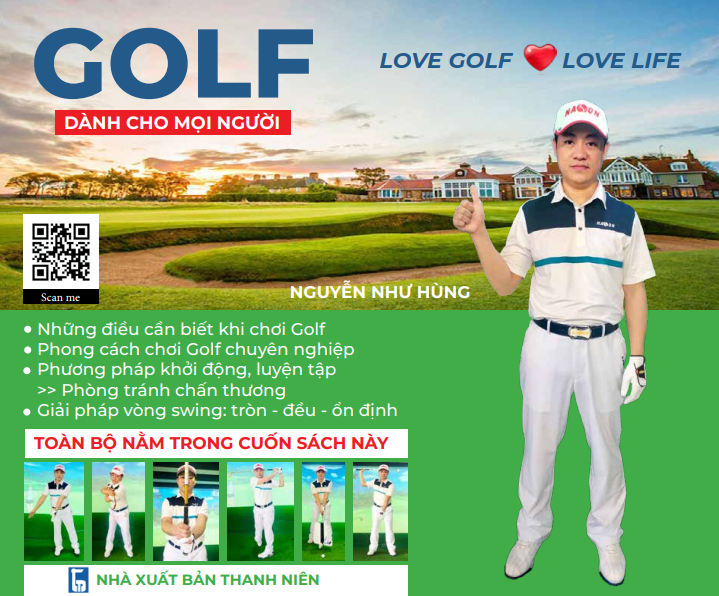 GOLF
DÀNH CHO MỌI NGƯỜI
LOVE GOLF LOVE LIFE
Scan me
NGUYỄN NHƯ HÙNG
• Những điều cần biết khi chơi Golf
• Phong cách chơi Golf chuyên nghiệp
• Phương pháp khởi động, luyện tập
>> Phòng tránh chấn thương
• Giải pháp vòng swing: tròn - đều - ổn định
TOÀN BỘ NẰM TRONG CUỐN SÁCH NÀY
NHÀ XUẤT BẢN THANH NIÊN